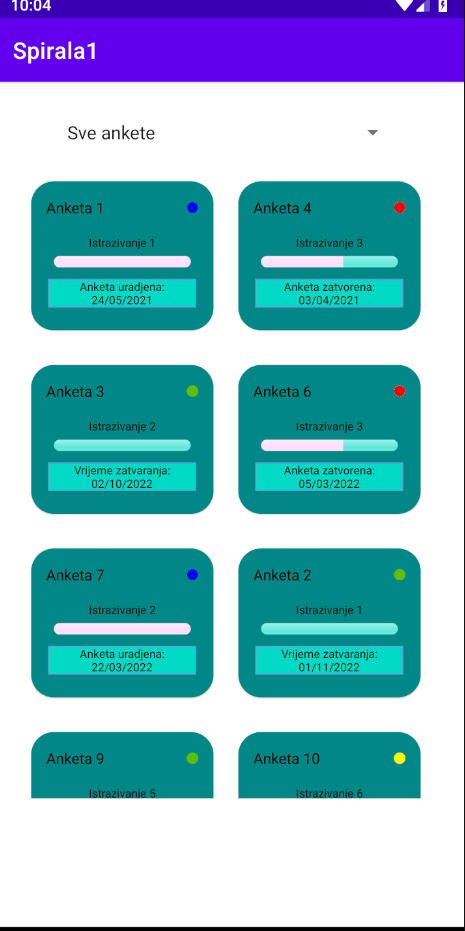 10:04
Spirala1
Sve ankete
Anketa 1
Istrazivanje 1
Anketa uradjena:
24/05/2021
Anketa 4
Istrazivanje 3
Anketa zatvorena:
03/04/2021
Anketa 3
Istrazivanje 2
Vrijeme zatvaranja:
02/10/2022
Anketa 6
Istrazivanje 3
Anketa zatvorena:
05/03/2022
Anketa 7
Istrazivanje 2
Anketa uradjena:
22/03/2022
Anketa 2
Istrazivanje 1
Vrijeme zatvaranja:
01/11/2022
Anketa 9
Istrazivanje 5
Anketa 10
Istrazivanje 6